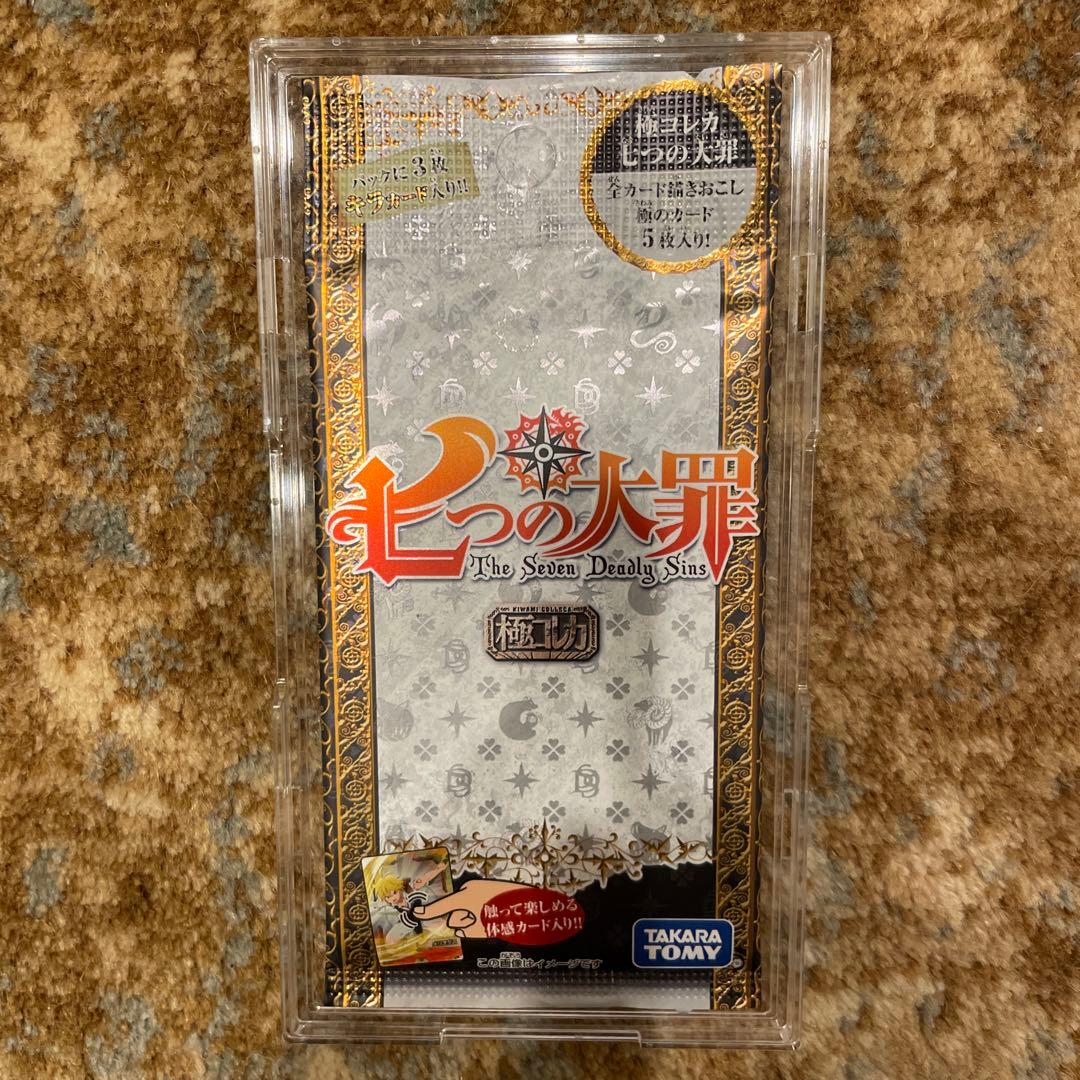 パックに3枚
キラカード入り!!
極コレカ
七つの大罪
全カード描きおこし
極のカード
5枚入り!
七つの大罪
The Seven Deadly Sins
KIWAMI COLLECA
極コレカ
触って楽しめる
体感カード入り!!
この画像はイメージです
TAKARA
TOMY